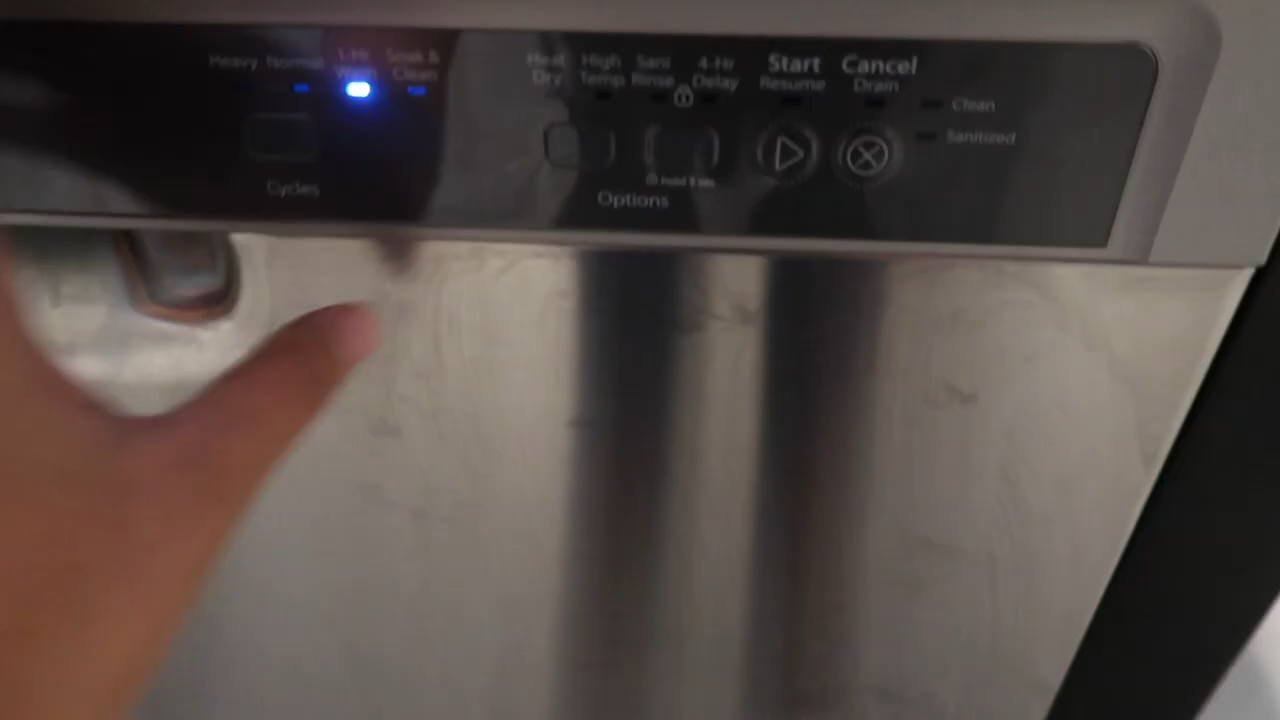 Heavy Normal 1-Hr Wash Soak & Clean
Heat Dry High Temp Sani Rinse 4-Hr Delay
Start Resume
Cancel Drain
Clean
Sanitized
Cycles
Options